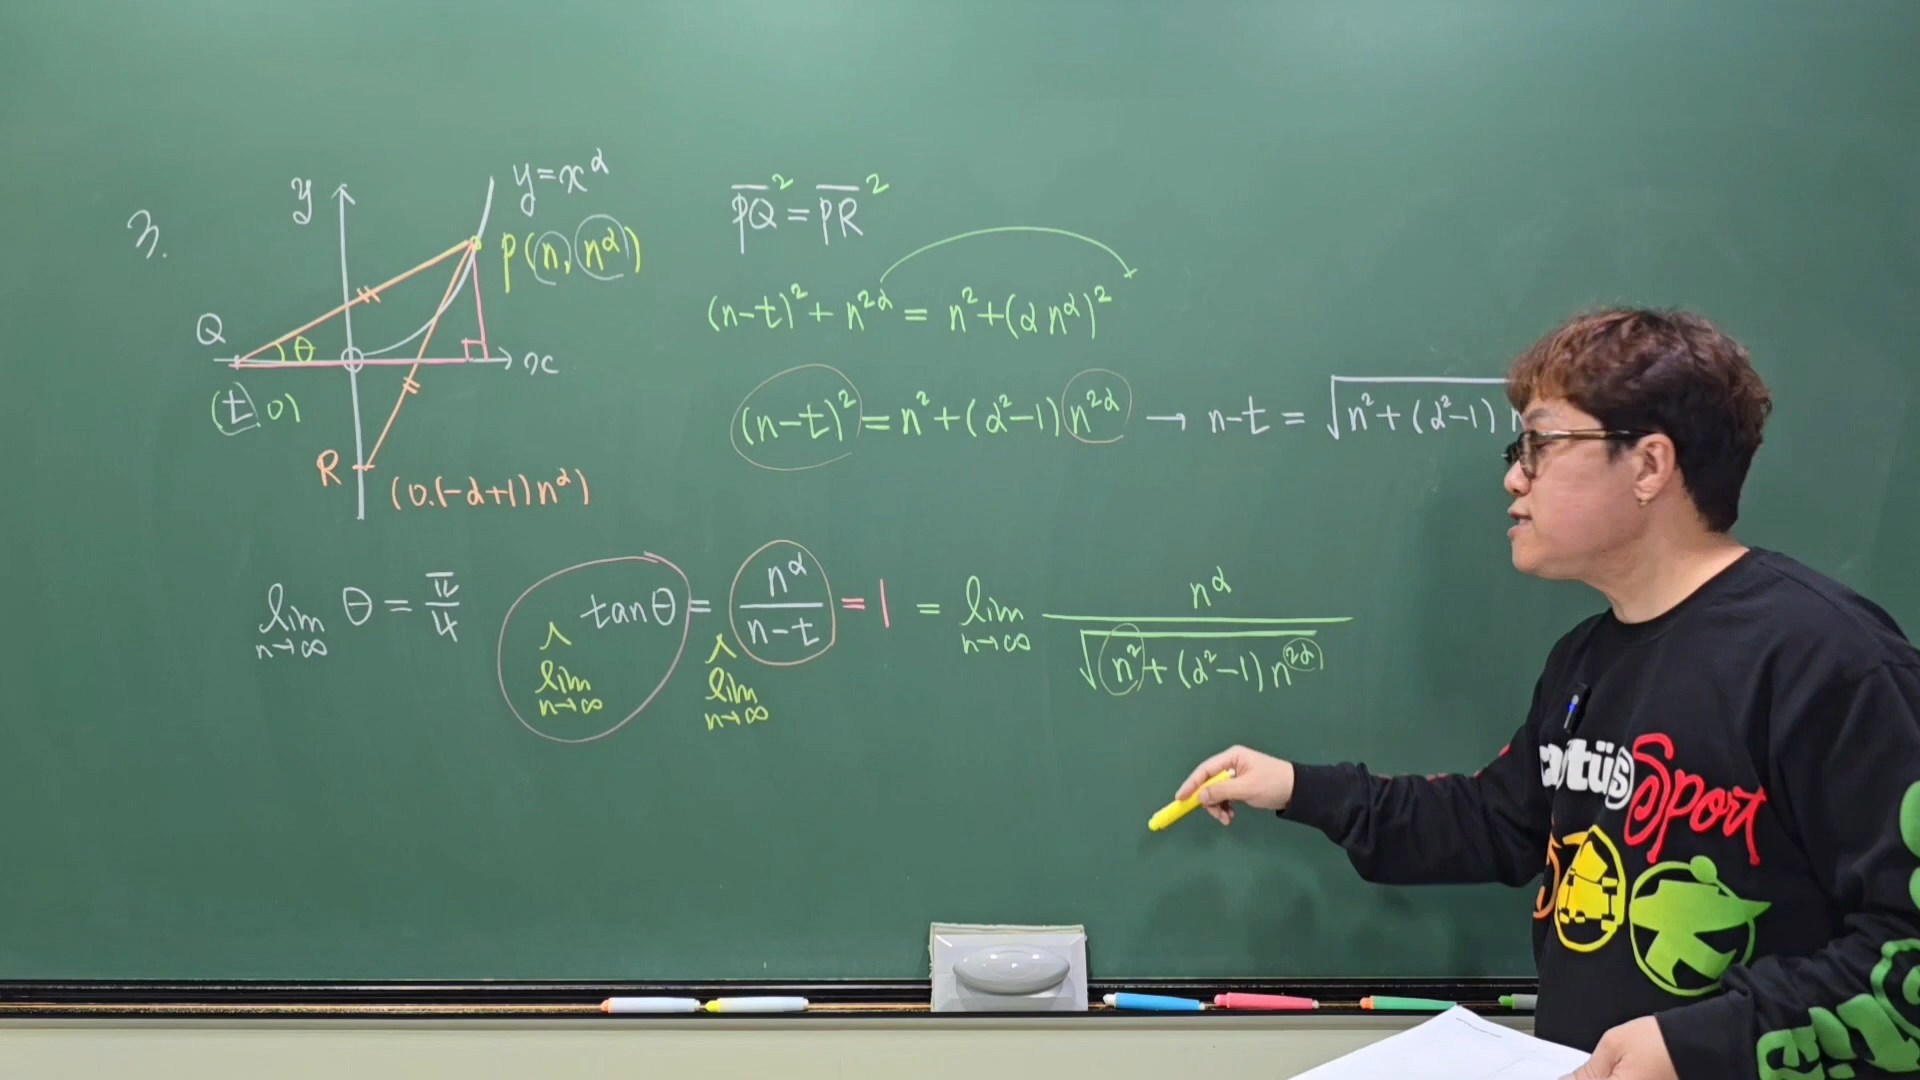 3.
y
y=x^α
P(n, n^α)
Q
θ
x
(t, 0)
R
(0.(-α+1)n^α)
PQ² = PR²
(n-t)² + n^2α = n² + (α n^α)²
(n-t)² = n² + (α²-1) n^2α → n-t = √n² + (α²-1)
lim n→∞ θ = π/4
lim n→∞ tanθ = lim n→∞ n^α/(n-t) = 1 = lim n→∞ n^α/√n² + (α²-1) n^2α
Sport